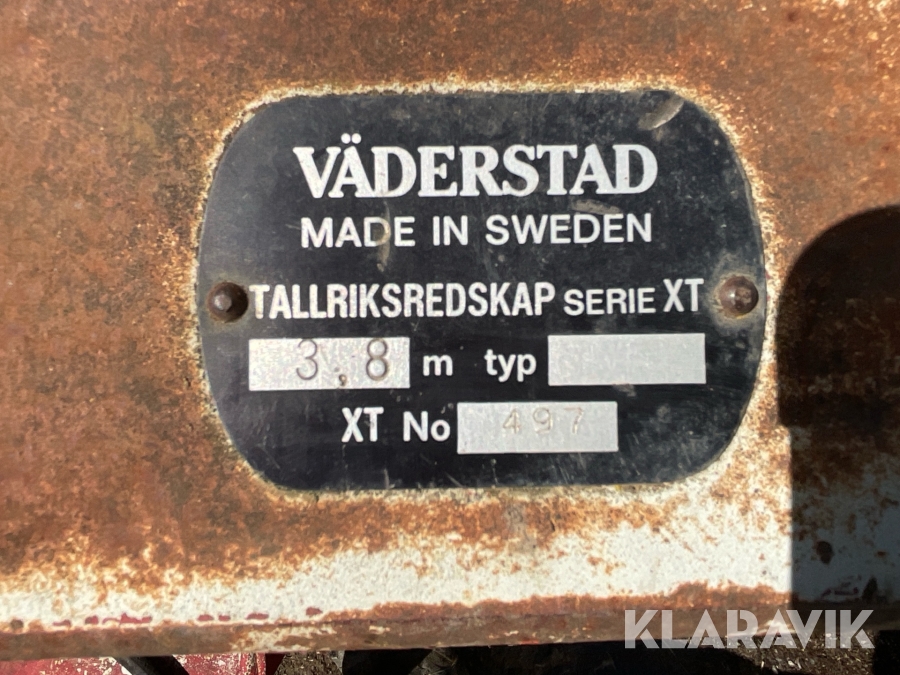 VÄDERSTAD
MADE IN SWEDEN
TALLRIKSREDSKAP SERIE XT
3,8 m typ
XT No 497
KLARAVIK